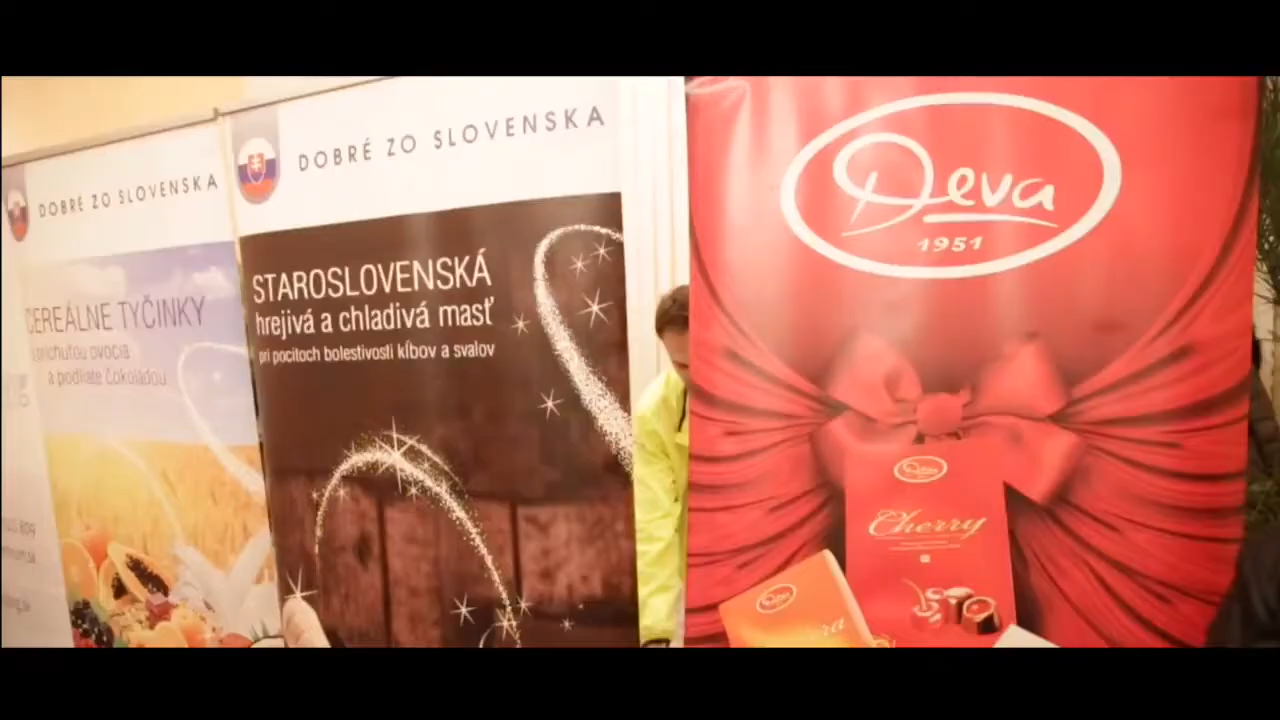 DOBRÉ ZO SLOVENSKA
CEREÁLNE TYČINKY
s príchuťou ovocia
a podliate čokoládou
DOBRÉ ZO SLOVENSKA
STAROSLOVENSKÁ
hrejivá a chladivá masť
pri pocitoch bolestivosti kĺbov a svalov
Deva
1951
Deva
Cherry
Deva